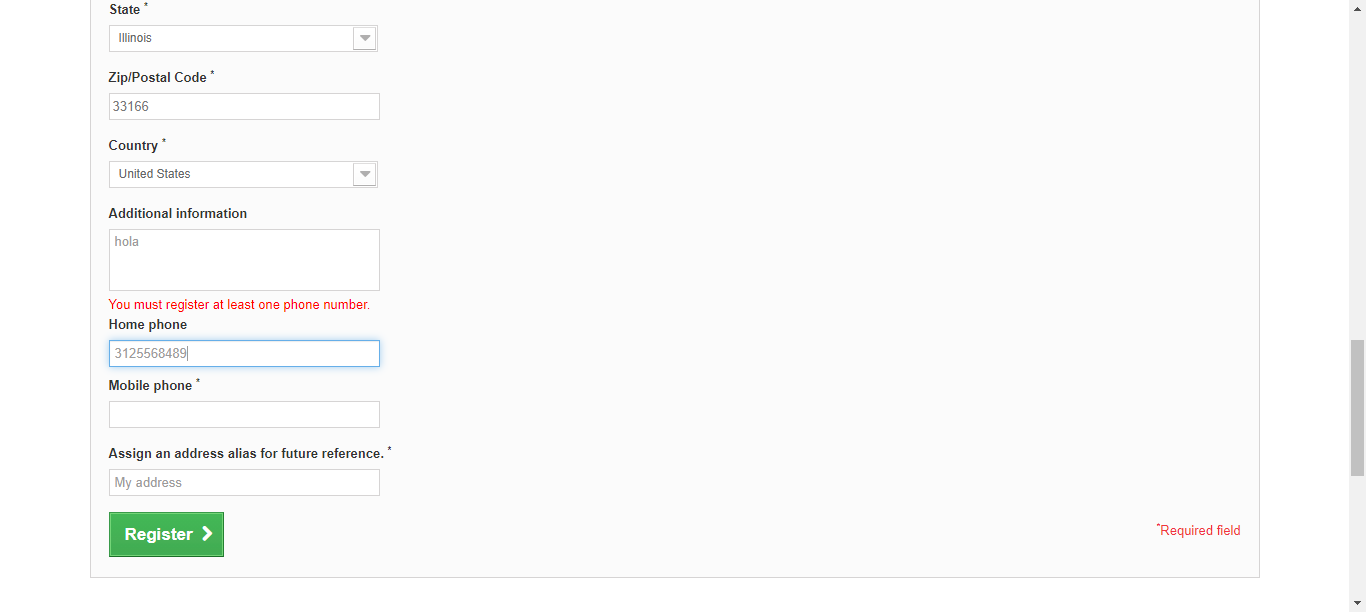 State *
Illinois
Zip/Postal Code *
33166
Country *
United States
Additional information
hola
You must register at least one phone number.
Home phone
3125568489
Mobile phone *
Assign an address alias for future reference. *
My address
Register
*Required field